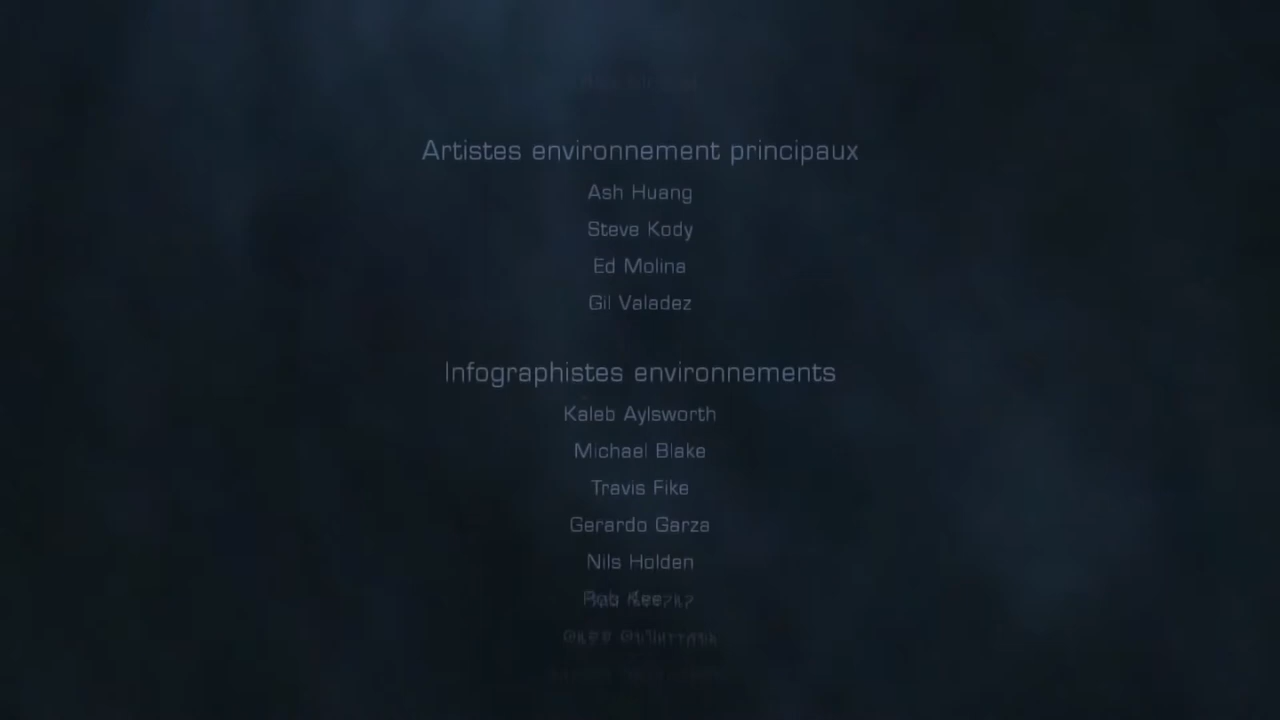 Artistes environnement principaux
Ash Huang
Steve Kody
Ed Molina
Gil Valadez
Infographistes environnements
Kaleb Aylsworth
Michael Blake
Travis Fike
Gerardo Garza
Nils Holden